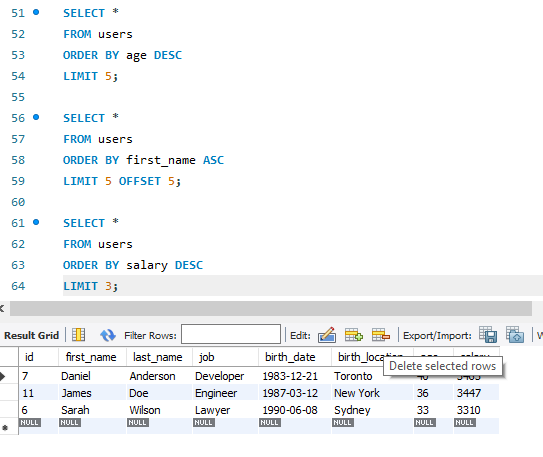 51 SELECT *
52 FROM users
53 ORDER BY age DESC
54 LIMIT 5;
55
56 SELECT *
57 FROM users
58 ORDER BY first_name ASC
59 LIMIT 5 OFFSET 5;
60
61 SELECT *
62 FROM users
63 ORDER BY salary DESC
64 LIMIT 3;
Result Grid Filter Rows: Edit: Export/Import:
id first_name last_name job birth_date birth_location
Delete selected rows
7 Daniel Anderson Developer 1983-12-21 Toronto
11 James Doe Engineer 1987-03-12 New York 36 3447
6 Sarah Wilson Lawyer 1990-06-08 Sydney 33 3310
NULL NULL NULL NULL NULL NULL NULL NULL